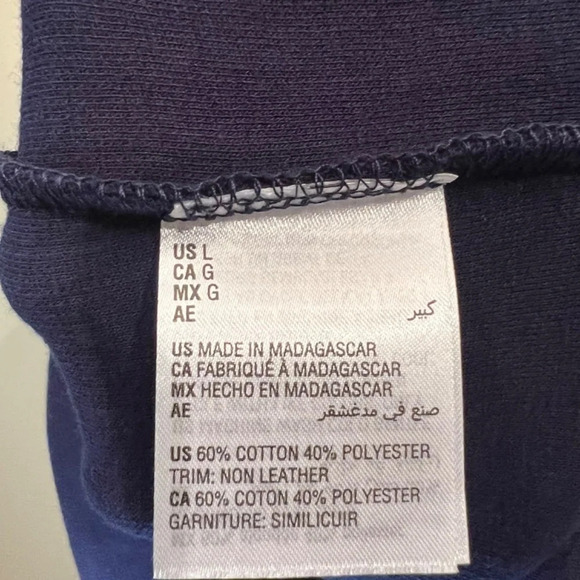 US L
CA G
MX G
AE كبير
US MADE IN MADAGASCAR
CA FABRIQUÉ À MADAGASCAR
MX HECHO EN MADAGASCAR
AE صنع في مدغشقر
US 60% COTTON 40% POLYESTER
TRIM: NON LEATHER
CA 60% COTON 40% POLYESTER
GARNITURE: SIMILICUIR